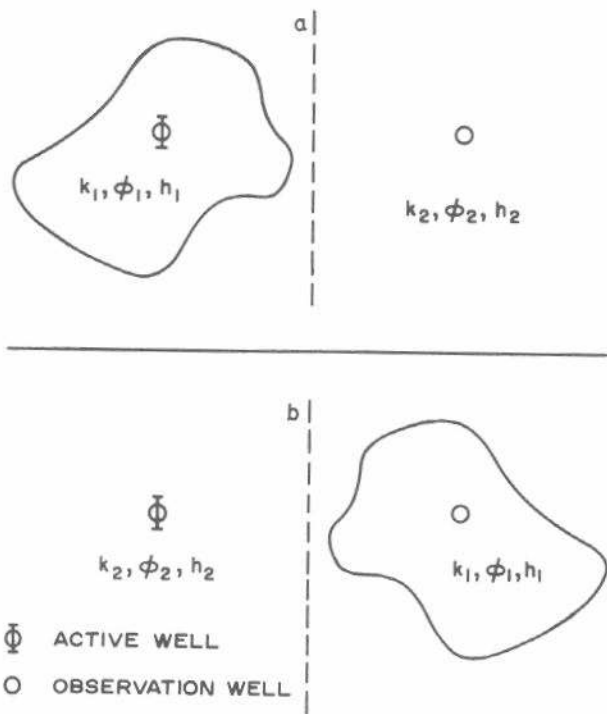 a
k₁, ϕ₁, h₁
k₂, ϕ₂, h₂
b
k₂, ϕ₂, h₂
k₁, ϕ₁, h₁
ACTIVE WELL
OBSERVATION WELL